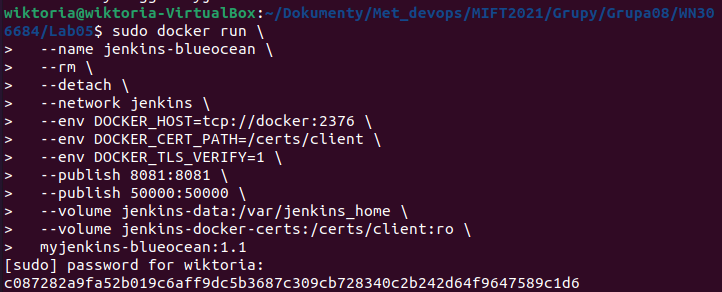 wiktoria@wiktoria-VirtualBox:~/Dokumenty/Met_devops/MIFT2021/Grupy/Grupa08/WN30
6684/Lab05$ sudo docker run \
>   --name jenkins-blueocean \
>   --rm \
>   --detach \
>   --network jenkins \
>   --env DOCKER_HOST=tcp://docker:2376 \
>   --env DOCKER_CERT_PATH=/certs/client \
>   --env DOCKER_TLS_VERIFY=1 \
>   --publish 8081:8081 \
>   --publish 50000:50000 \
>   --volume jenkins-data:/var/jenkins_home \
>   --volume jenkins-docker-certs:/certs/client:ro \
>   myjenkins-blueocean:1.1
[sudo] password for wiktoria:
c087282a9fa52b019c6aff9dc5b3687c309cb728340c2b242d64f9647589c1d6